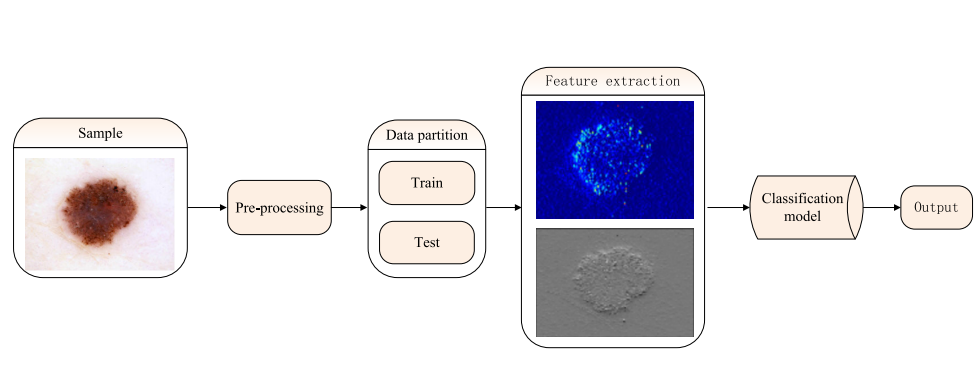 Sample
Pre-processing
Data partition
Train
Test
Feature extraction
Classification
model
Output